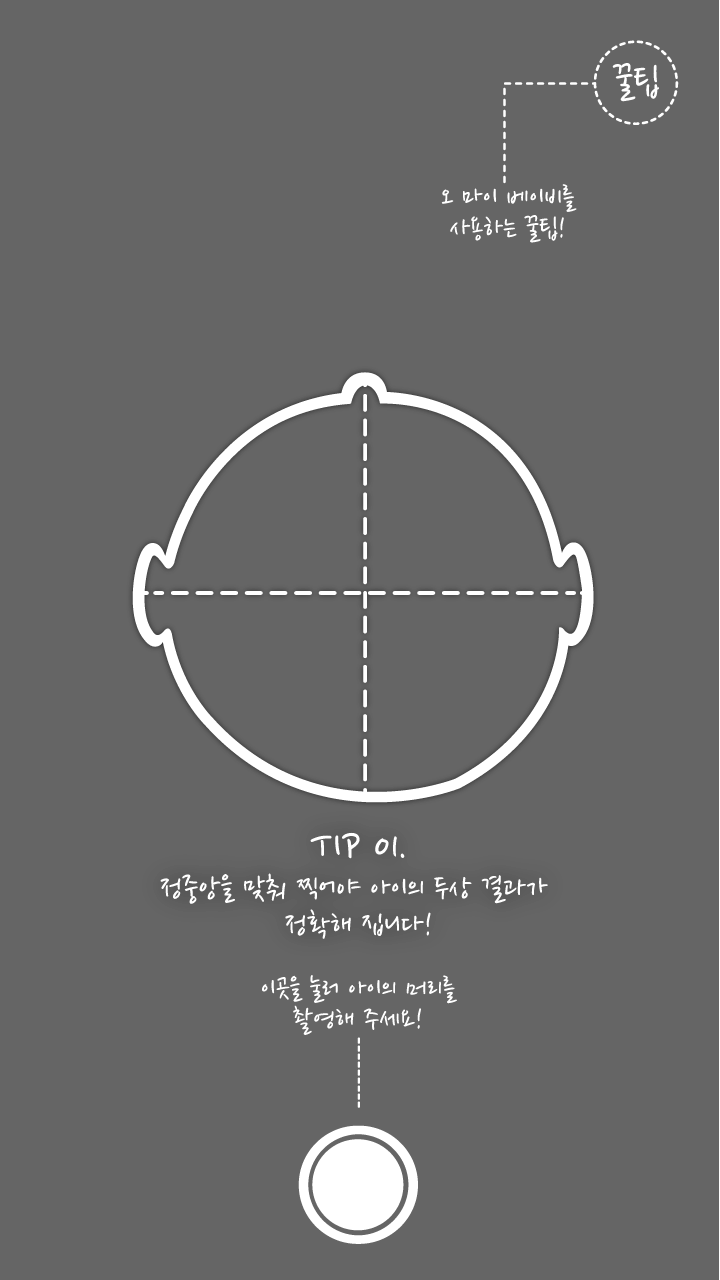 꿀팁
오 마이 베이비를
사용하는 꿀팁!
TIP 01.
정중앙을 맞춰 찍어야 아이의 두상 결과가
정확해 집니다!
이곳을 눌러 아이의 머리를
촬영해 주세요!